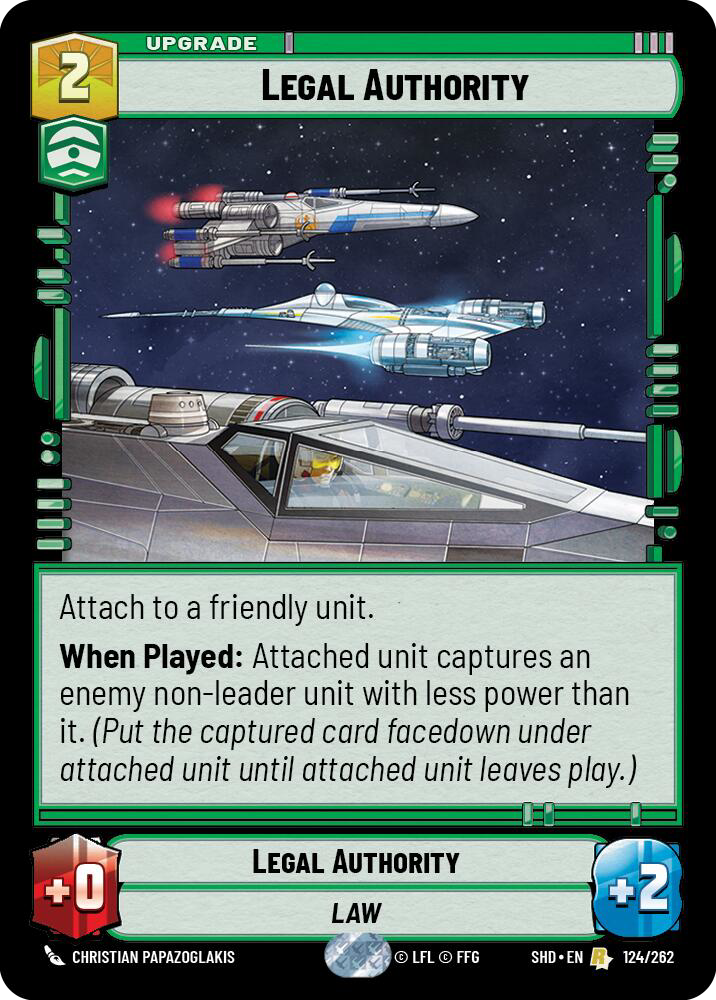 UPGRADE
2
LEGAL AUTHORITY
Attach to a friendly unit.
When Played: Attached unit captures an
enemy non-leader unit with less power than
it. (Put the captured card facedown under
attached unit until attached unit leaves play.)
+0
LEGAL AUTHORITY
+2
LAW
CHRISTIAN PAPAZOGLAKIS
© LFL © FFG
SHD • EN
R
124/262